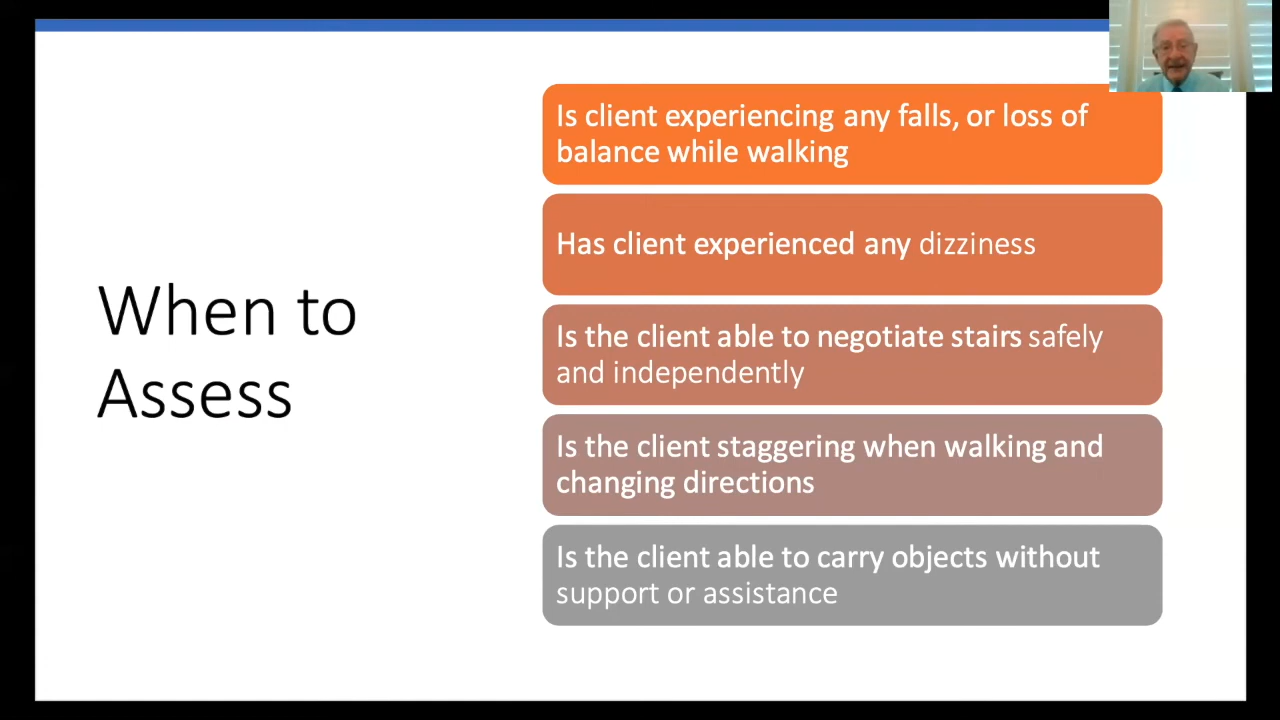 When to
Assess
Is client experiencing any falls, or loss of
balance while walking
Has client experienced any dizziness
Is the client able to negotiate stairs safely
and independently
Is the client staggering when walking and
changing directions
Is the client able to carry objects without
support or assistance